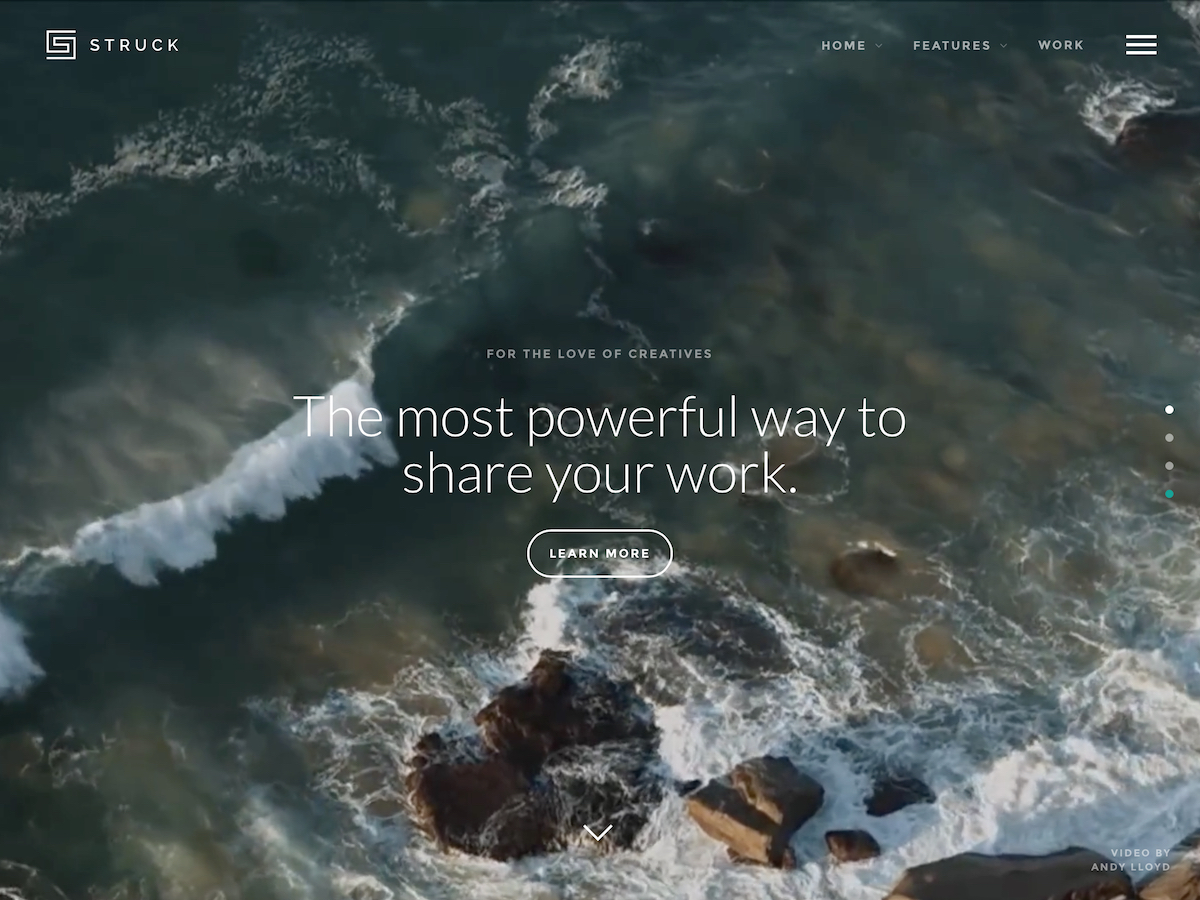 STRUCK
HOME
FEATURES
WORK
FOR THE LOVE OF CREATIVES
The most powerful way to
share your work.
LEARN MORE
VIDEO BY
ANDY LLOYD